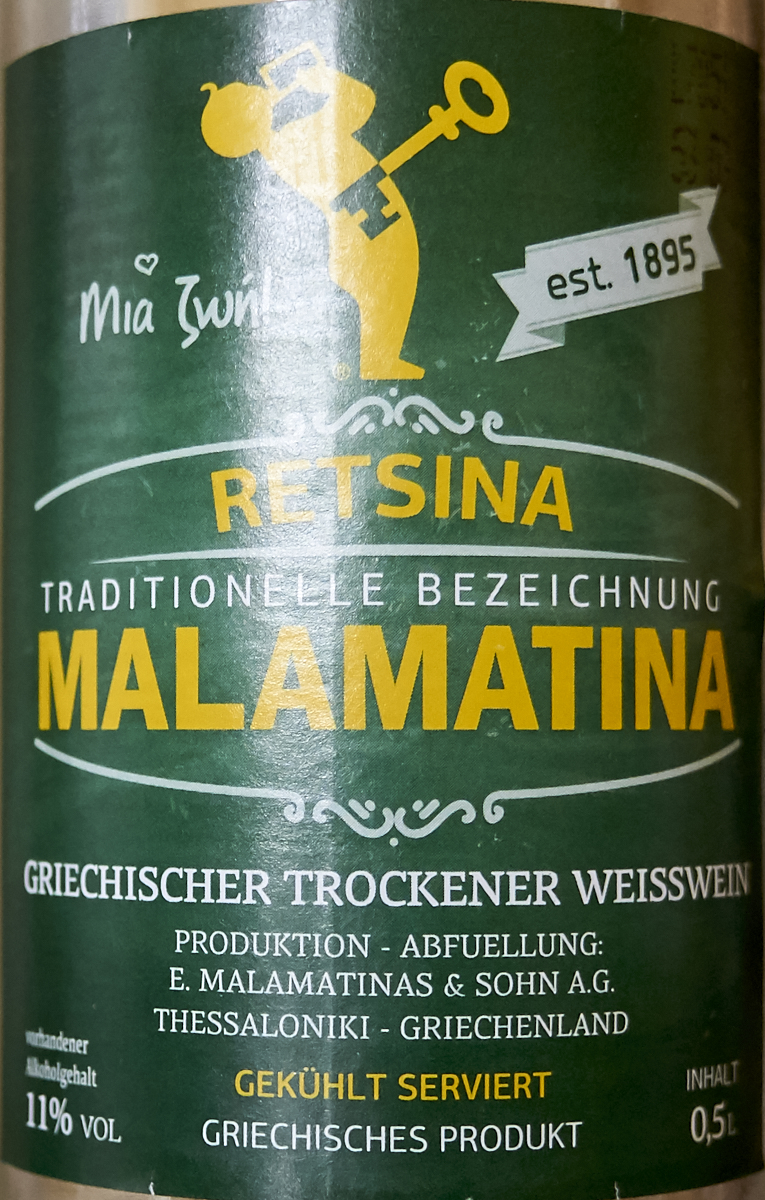 Μια ζωή!
est. 1895
®
RETSINA
TRADITIONELLE BEZEICHNUNG
MALAMATINA
GRIECHISCHER TROCKENER WEISSWEIN
PRODUKTION - ABFUELLUNG:
E. MALAMATINAS & SOHN A.G.
THESSALONIKI - GRIECHENLAND
vorhandener
Alkoholgehalt
11% VOL
GEKÜHLT SERVIERT
GRIECHISCHES PRODUKT
INHALT
0,5L